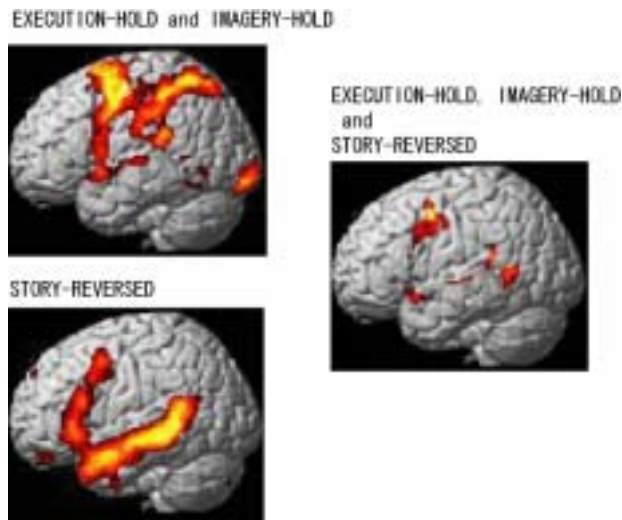 EXECUTION-HOLD and IMAGERY-HOLD
EXECUTION-HOLD, IMAGERY-HOLD
and
STORY-REVERSED
STORY-REVERSED